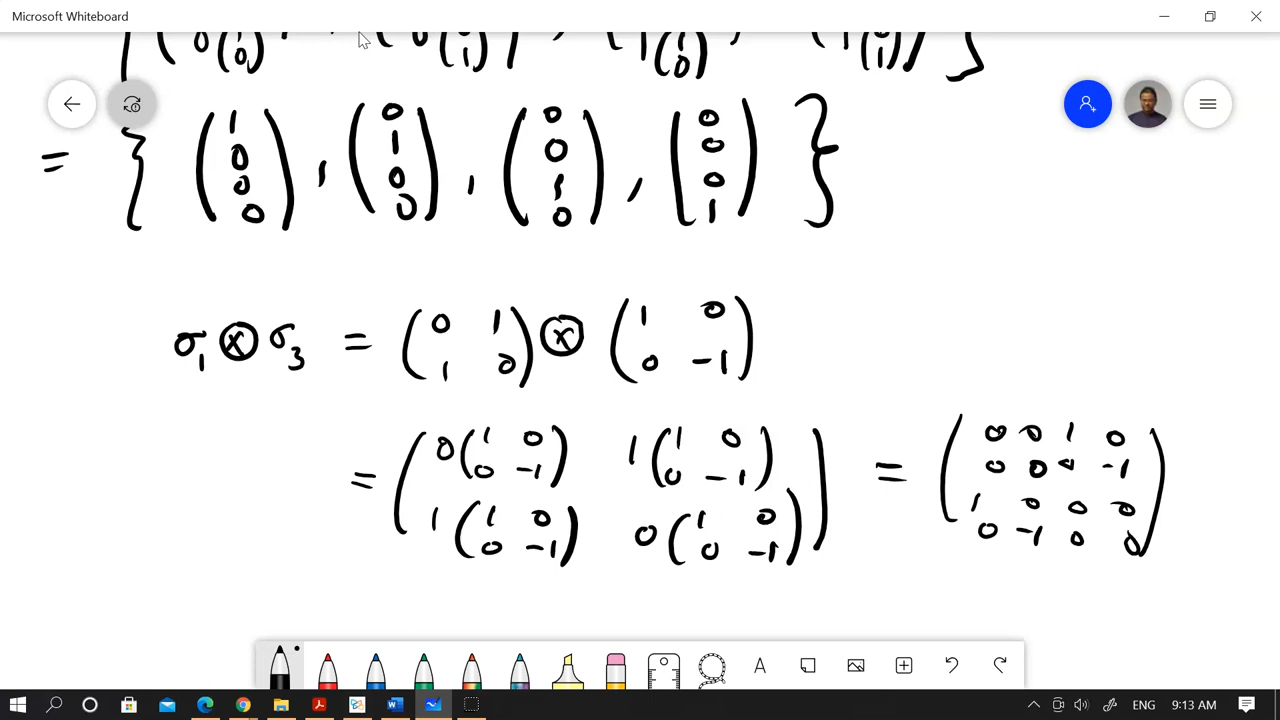 Microsoft Whiteboard
= { (1 0 0 0), (0 1 0 0), (0 0 1 0), (0 0 0 1) }
σ1 ⊗ σ3 = (0 1 1 0) ⊗ (1 0 0 -1)
= ( 0(1 0 0 -1) 1(1 0 0 -1)
1(1 0 0 -1) 0(1 0 0 -1) ) = ( 0 0 1 0
0 0 0 -1
1 0 0 0
0 -1 0 0 )
ENG 9:13 AM